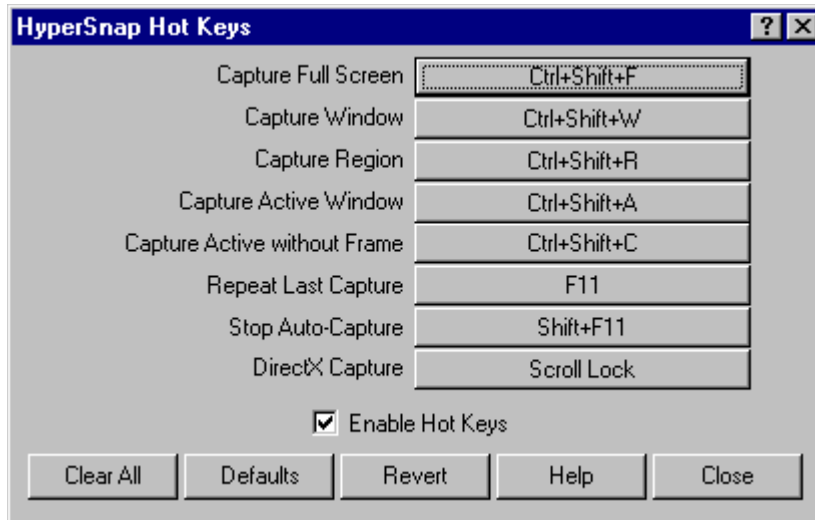 HyperSnap Hot Keys
Capture Full Screen Ctrl+Shift+F
Capture Window Ctrl+Shift+W
Capture Region Ctrl+Shift+R
Capture Active Window Ctrl+Shift+A
Capture Active without Frame Ctrl+Shift+C
Repeat Last Capture F11
Stop Auto-Capture Shift+F11
DirectX Capture Scroll Lock
Enable Hot Keys
Clear All Defaults Revert Help Close